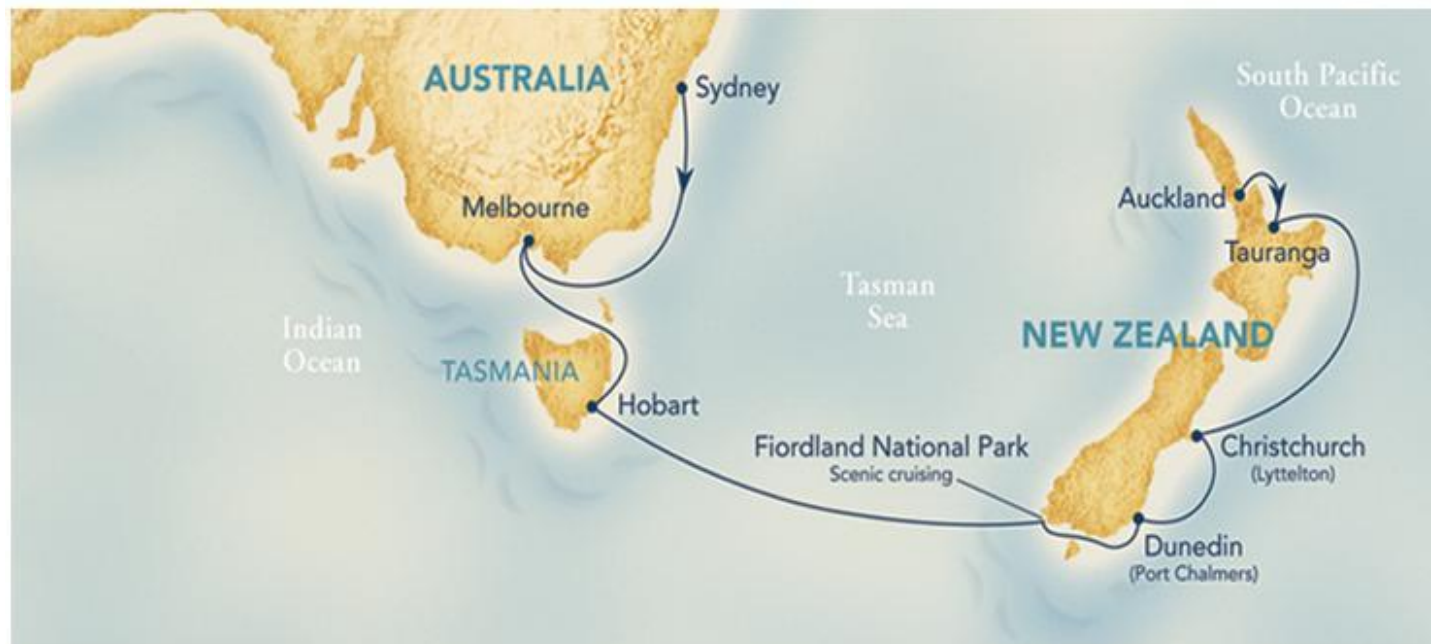 AUSTRALIA
Sydney
South Pacific
Ocean
Melbourne
Auckland
Tauranga
Tasman
Sea
Indian
Ocean
NEW ZEALAND
TASMANIA
Hobart
Fiordland National Park
Scenic cruising
Christchurch
(Lyttelton)
Dunedin
(Port Chalmers)